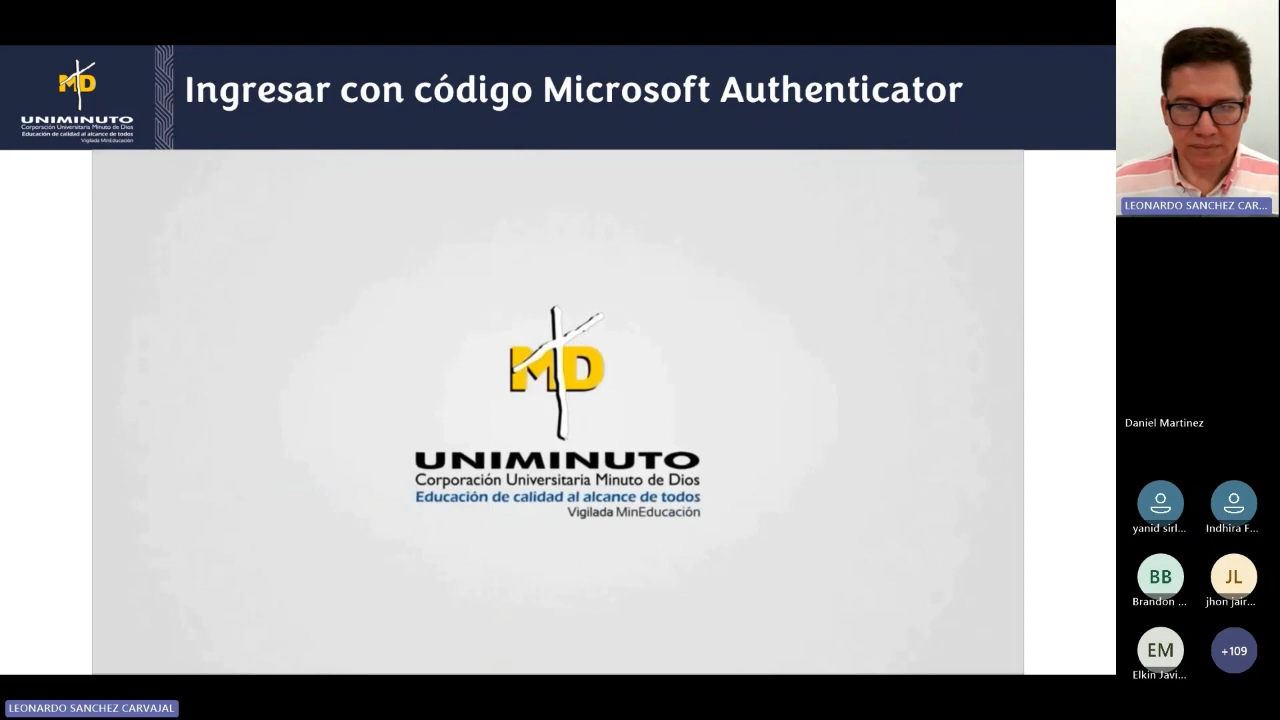 Ingresar con código Microsoft Authenticator
MD
UNIMINUTO
Corporación Universitaria Minuto de Dios
Educación de calidad al alcance de todos
Vigilada MinEducación
MD
UNIMINUTO
Corporación Universitaria Minuto de Dios
Educación de calidad al alcance de todos
Vigilada MinEducación
LEONARDO SANCHEZ CAR...
Daniel Martinez
yanid sirl...
Indhira F...
BB
JL
Brandon ...
jhon jair...
EM
+109
Elkin Javi...
LEONARDO SANCHEZ CARVAJAL